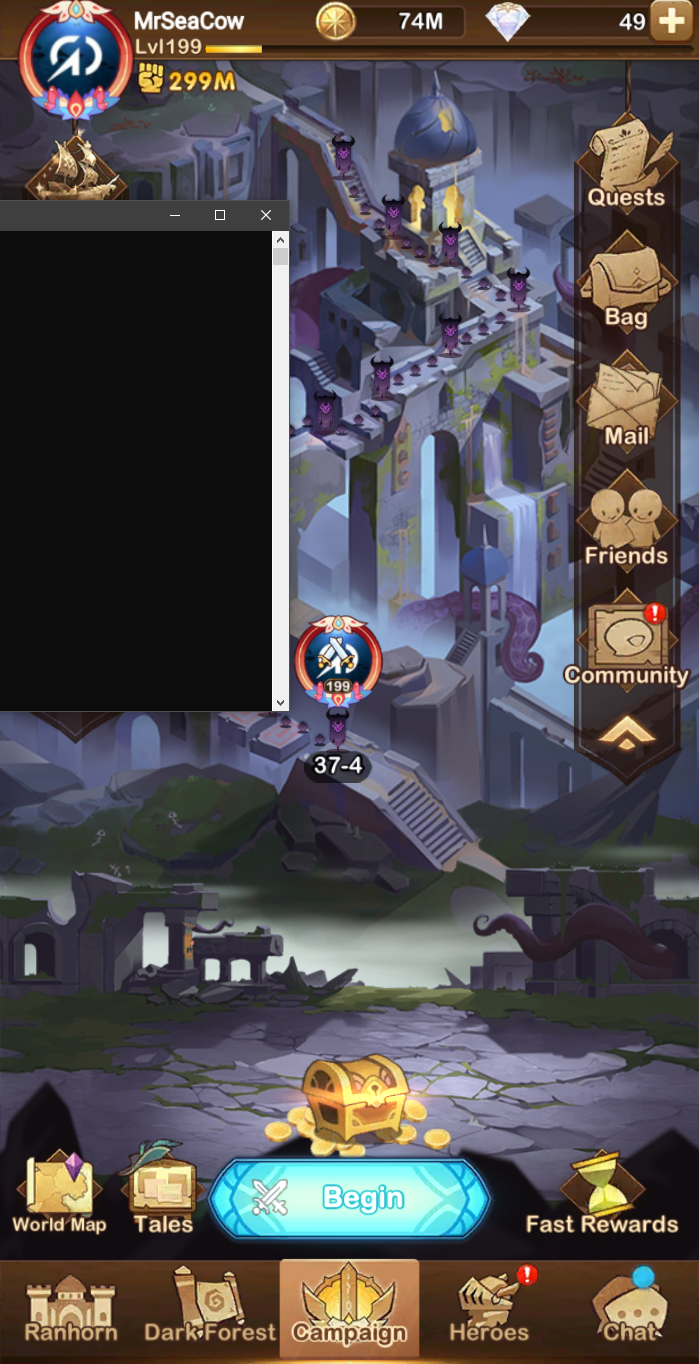 MrSeaCow
74M
49
Lvl199
299M
Quests
Bag
Mail
Friends
Community
199
37-4
Begin
World Map
Tales
Fast Rewards
Ranhorn
Dark Forest
Campaign
Heroes
Chat